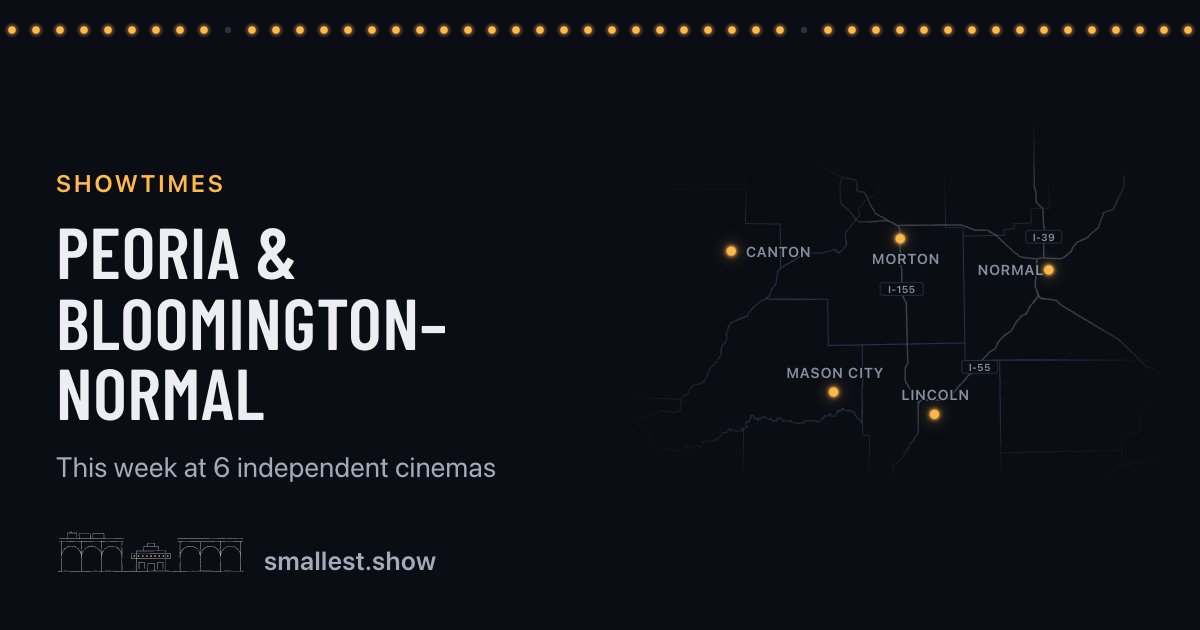 SHOWTIMES
PEORIA &
BLOOMINGTON–
NORMAL
This week at 6 independent cinemas
smallest.show
I-39
CANTON
MORTON
NORMAL
I-155
I-55
MASON CITY
LINCOLN